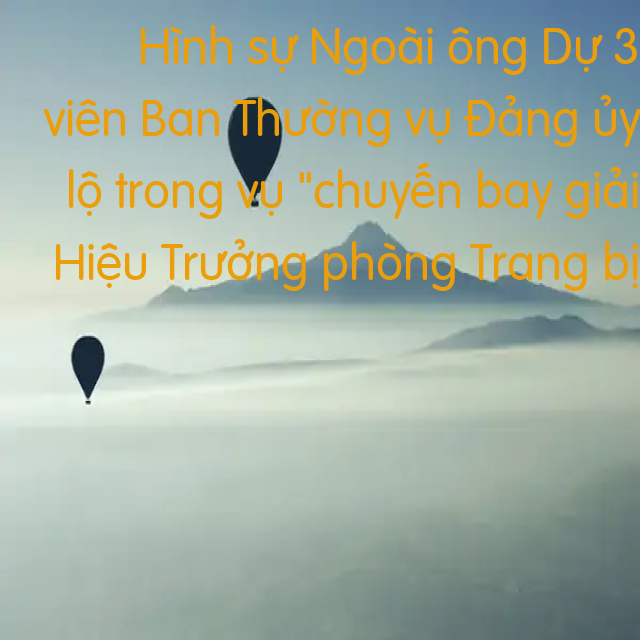 Hình sự Ngoài ông Dự 3
viên Ban Thường vụ Đảng ủy
lộ trong vụ "chuyến bay giải
Hiệu Trưởng phòng Trang bị